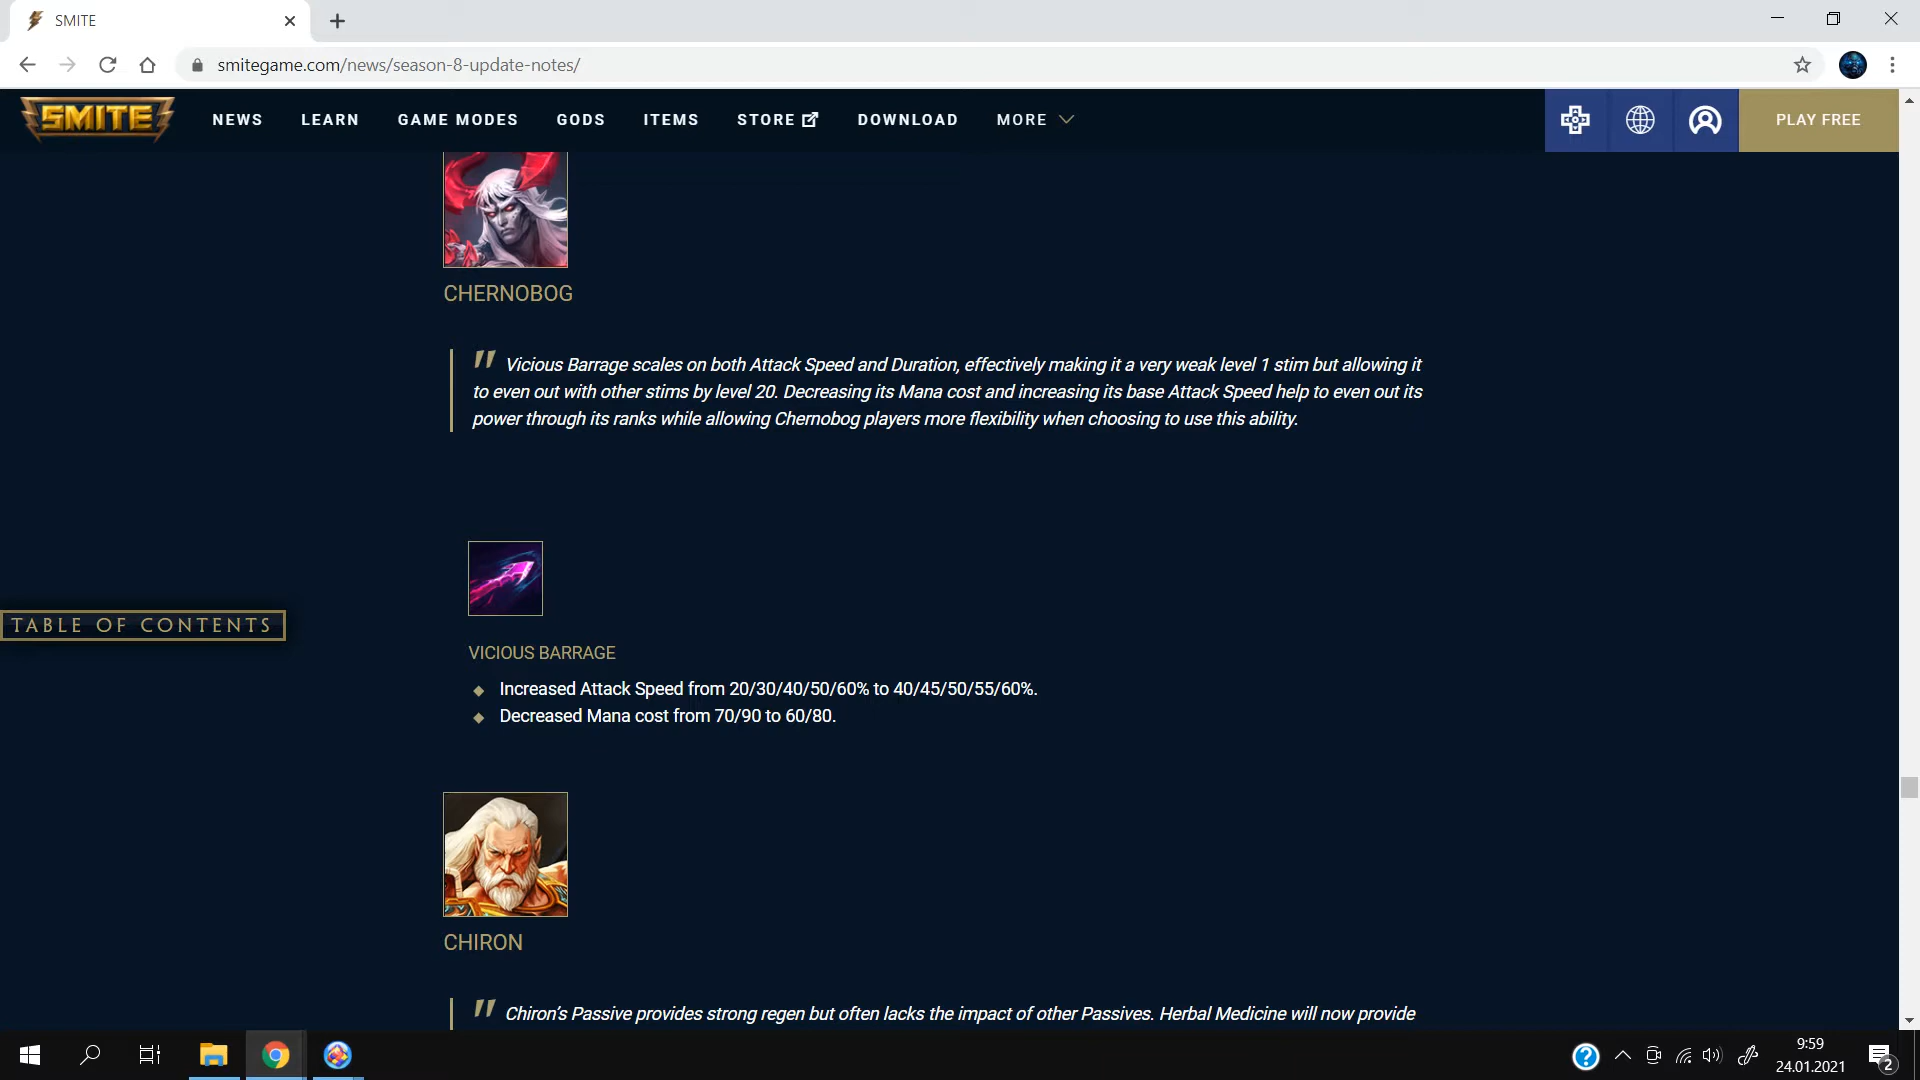 SMITE
smitegame.com/news/season-8-update-notes/
SMITE NEWS LEARN GAME MODES GODS ITEMS STORE DOWNLOAD MORE PLAY FREE
CHERNOBOG
" Vicious Barrage scales on both Attack Speed and Duration, effectively making it a very weak level 1 stim but allowing it
to even out with other stims by level 20. Decreasing its Mana cost and increasing its base Attack Speed help to even out its
power through its ranks while allowing Chernobog players more flexibility when choosing to use this ability.
TABLE OF CONTENTS
VICIOUS BARRAGE
Increased Attack Speed from 20/30/40/50/60% to 40/45/50/55/60%.
Decreased Mana cost from 70/90 to 60/80.
CHIRON
" Chiron's Passive provides strong regen but often lacks the impact of other Passives. Herbal Medicine will now provide
9:59
24.01.2021
2